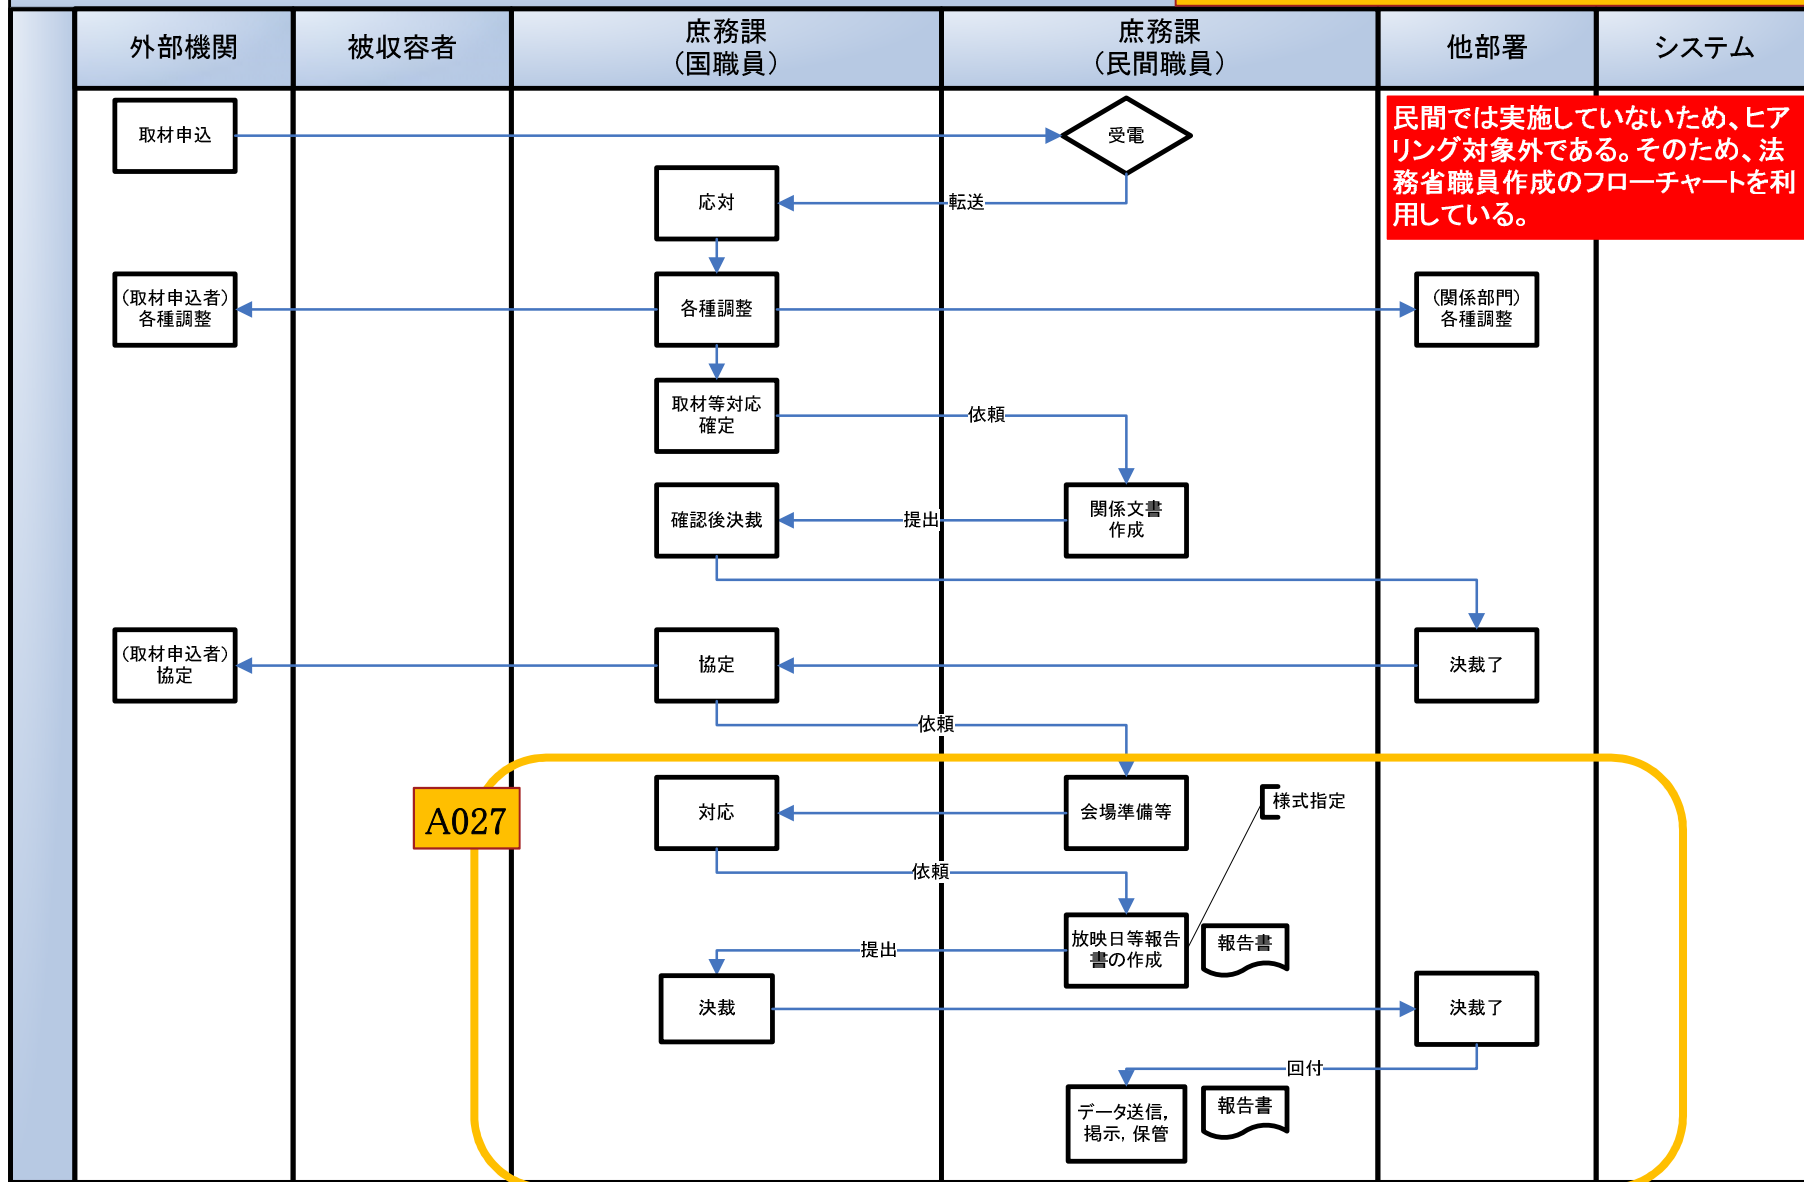 外部機関
被収容者
庶務課
（国職員）
庶務課
（民間職員）
他部署
システム
取材申込
受電
民間では実施していないため、ヒア
リング対象外である。そのため、法
務省職員作成のフローチャートを利
用している。
応対
転送
（取材申込者）
各種調整
各種調整
（関係部門）
各種調整
取材等対応
確定
依頼
確認後決裁
提出
関係文書
作成
（取材申込者）
協定
協定
決裁了
依頼
A027
対応
会場準備等
様式指定
依頼
提出
放映日等報告
書の作成
報告書
決裁
決裁了
回付
データ送信，
掲示，保管
報告書